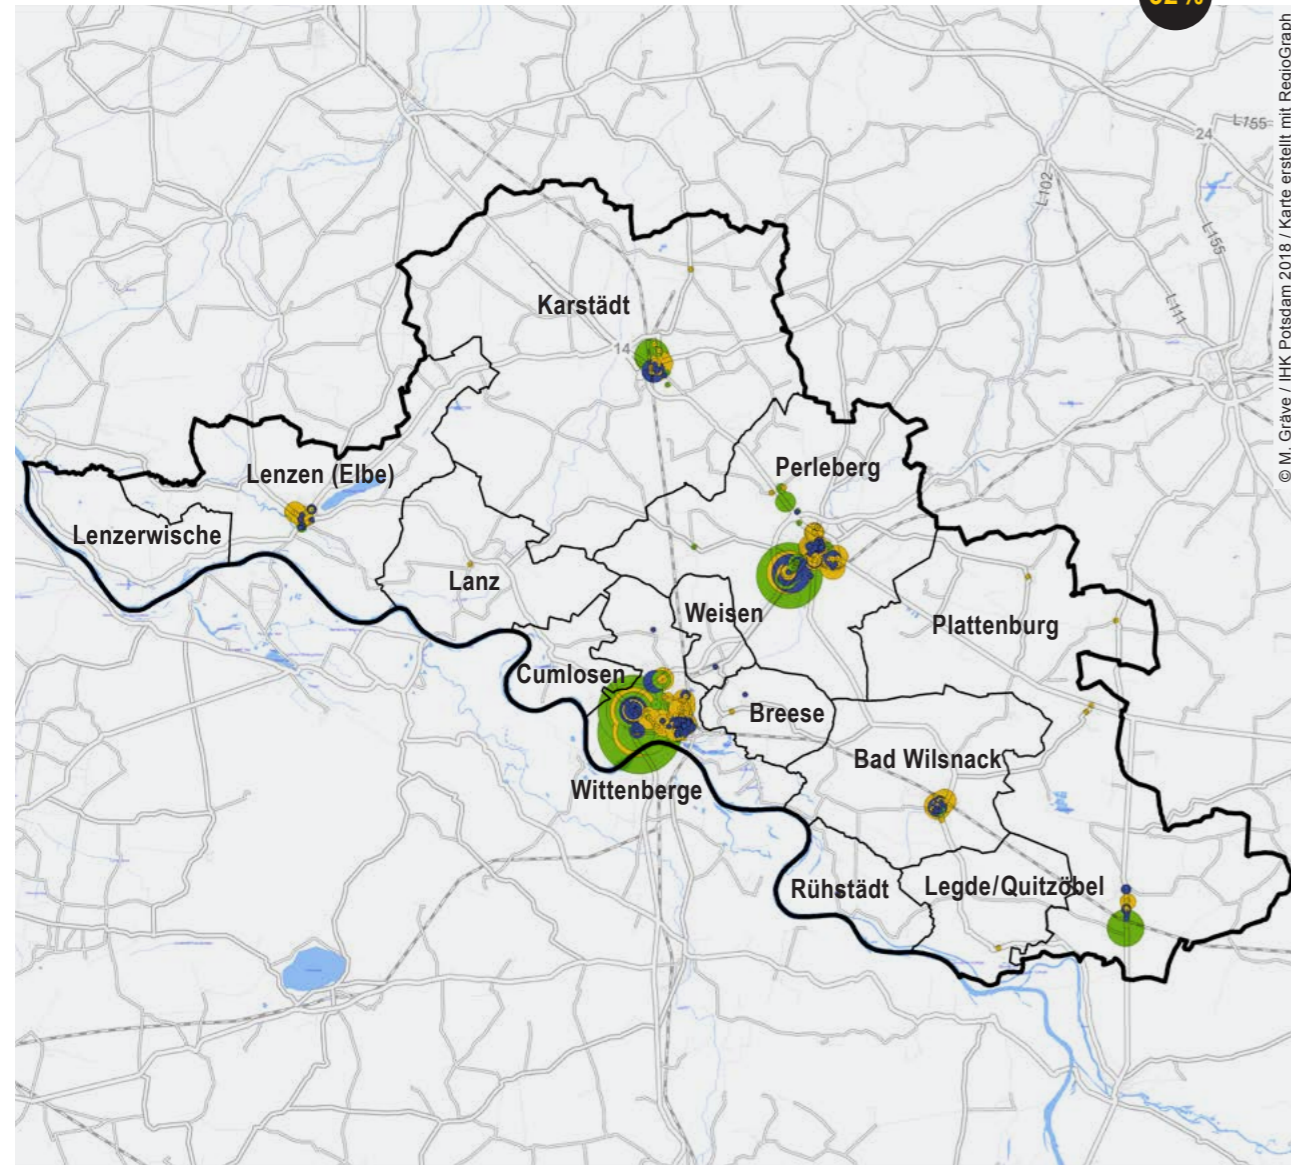 L155
24
L102
L155
L111
Karstädt
14
Perleberg
Lenzen (Elbe)
Lenzerwische
Lanz
Weisen
Plattenburg
Cumlosen
Breese
Bad Wilsnack
Wittenberge
Rühstädt
Legde/Quitzöbel
© M. Gräve / IHK Potsdam 2018 / Karte erstellt mit RegioGraph